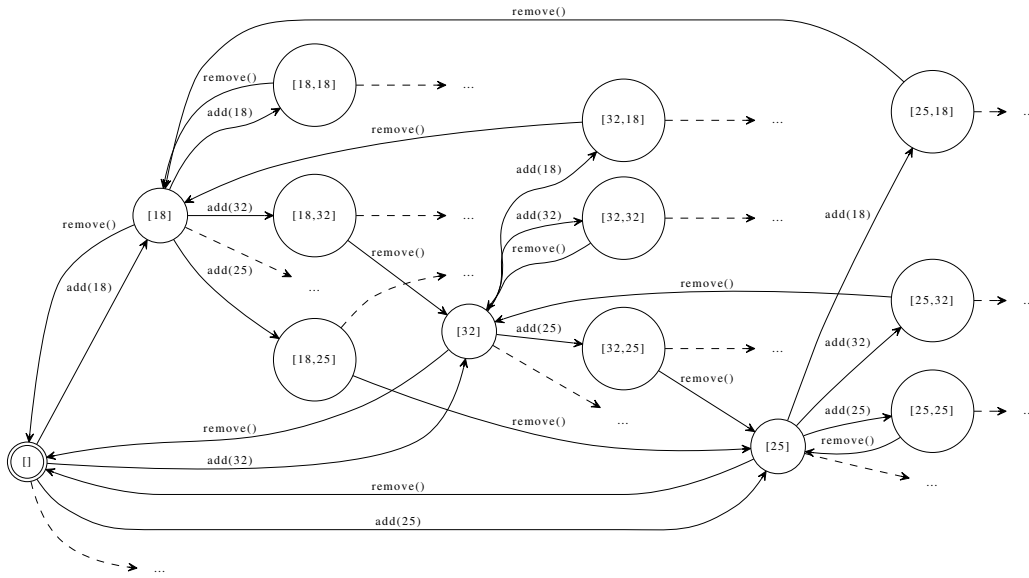 remove()
remove()
[18,18]
...
add(18)
[32,18]
...
[25,18]
...
remove()
add(18)
[18]
add(32)
[18,32]
...
add(32)
[32,32]
...
add(18)
remove()
remove()
remove()
add(25)
...
...
remove()
add(18)
[32]
add(25)
[25,32]
...
[18,25]
[32,25]
...
add(32)
remove()
...
add(25)
[25,25]
...
remove()
remove()
remove()
[]
add(32)
[25]
remove()
...
add(25)
...